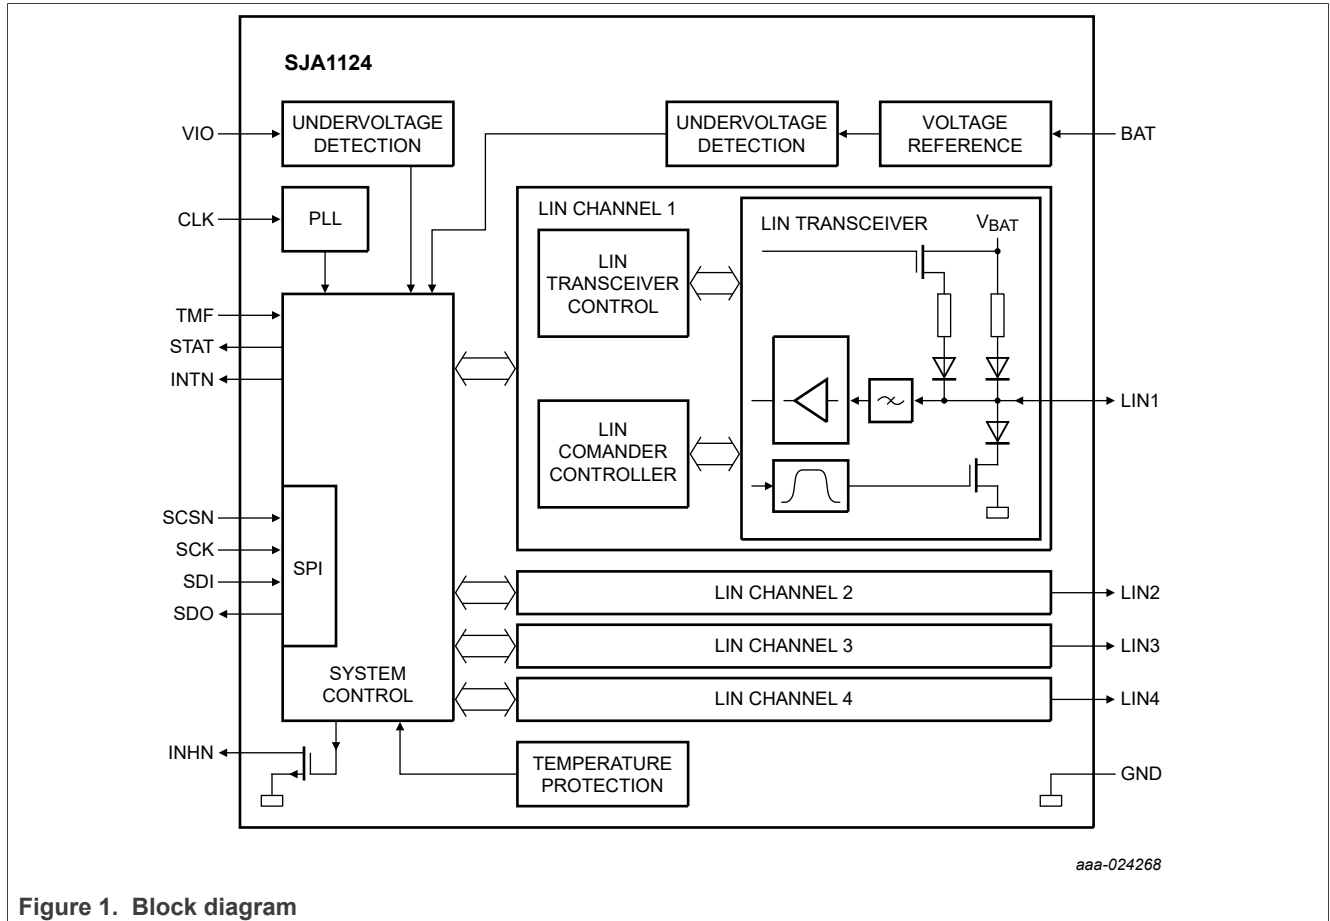 SJA1124
VIO
UNDERVOLTAGE
DETECTION
UNDERVOLTAGE
DETECTION
VOLTAGE
REFERENCE
BAT
CLK
PLL
LIN CHANNEL 1
LIN TRANSCEIVER
VBAT
LIN
TRANSCEIVER
CONTROL
TMF
STAT
INTN
LIN1
LIN
COMANDER
CONTROLLER
SCSN
SCK
SDI
SDO
SPI
SYSTEM
CONTROL
LIN CHANNEL 2
LIN2
LIN CHANNEL 3
LIN3
LIN CHANNEL 4
LIN4
INHN
TEMPERATURE
PROTECTION
GND
aaa-024268
Figure 1. Block diagram